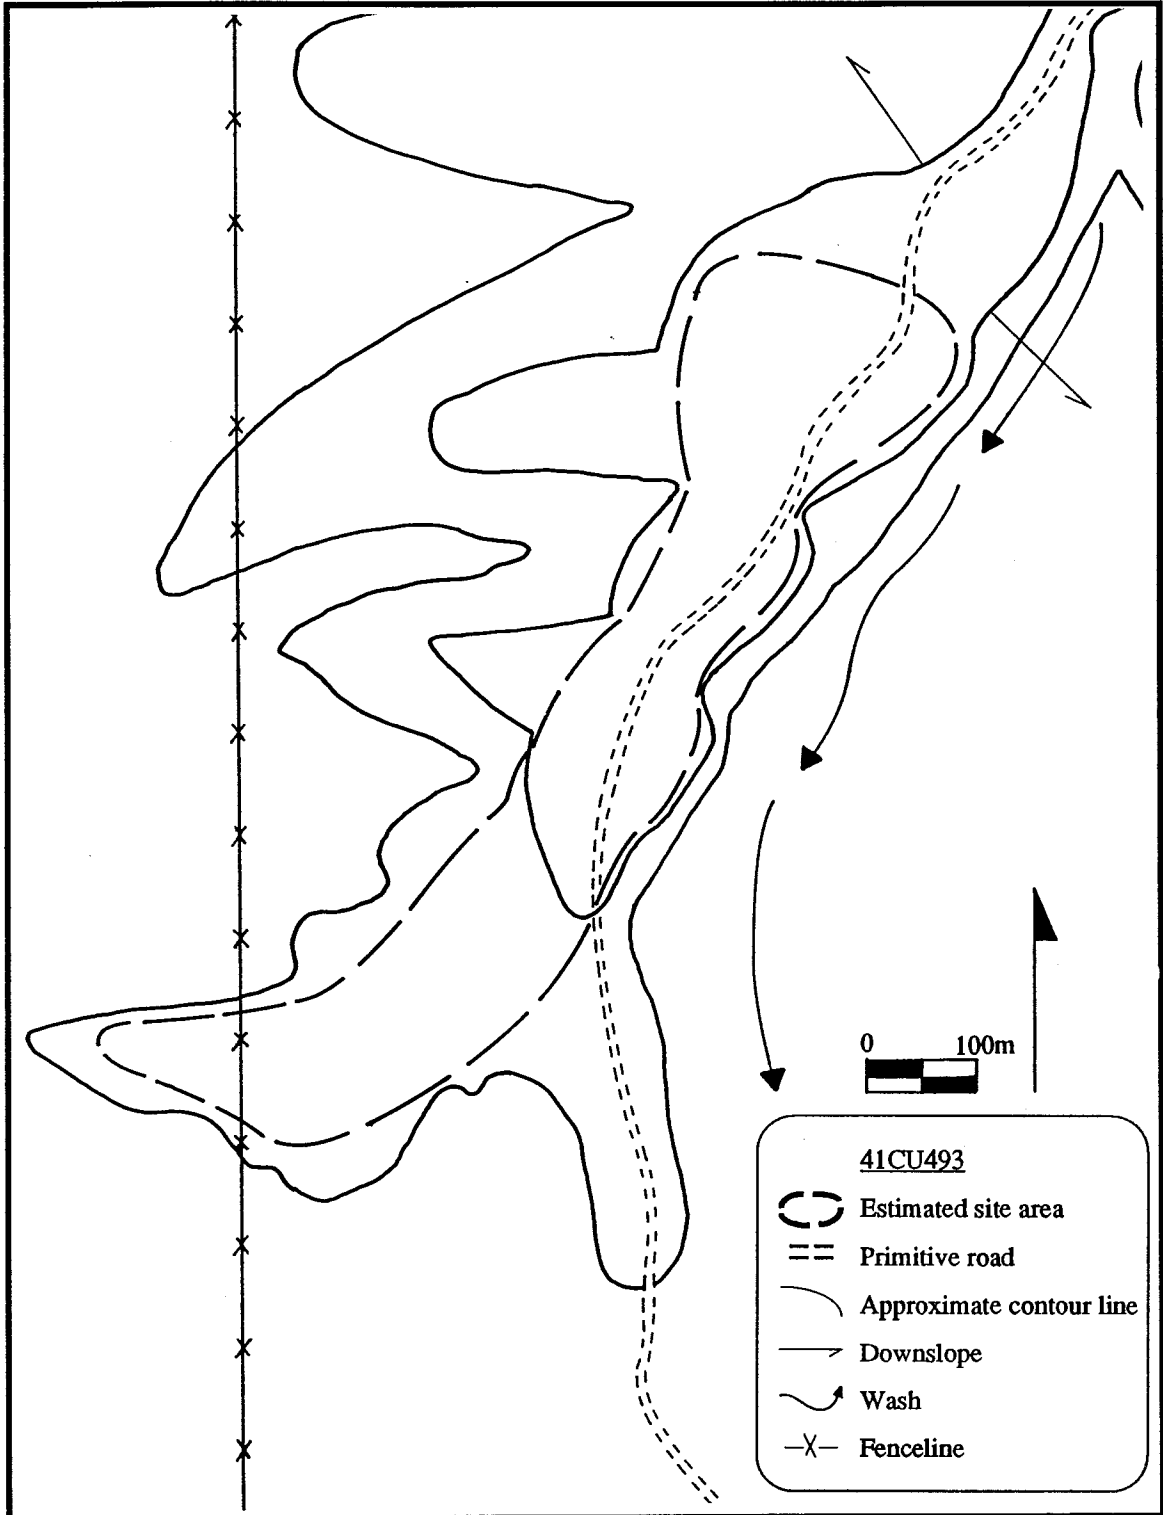 0 100m
41CU493
Estimated site area
Primitive road
Approximate contour line
Downslope
Wash
Fenceline